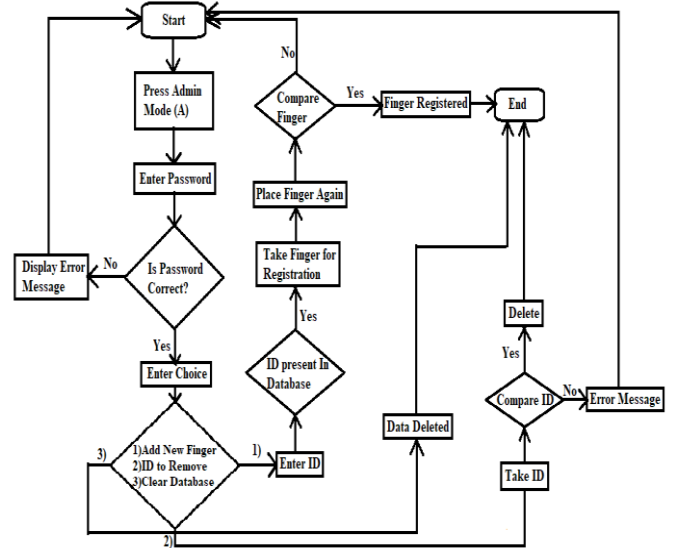 Start
Press Admin
Mode (A)
Enter Password
Is Password
Correct?
No
Display Error
Message
Yes
Enter Choice
1)Add New Finger
2)ID to Remove
3)Clear Database
1)
Enter ID
ID present In
Database
Yes
Take Finger for
Registration
Place Finger Again
Compare
Finger
No
Yes
Finger Registered
End
2)
Take ID
Compare ID
Yes
Delete
No
Error Message
3)
Data Deleted